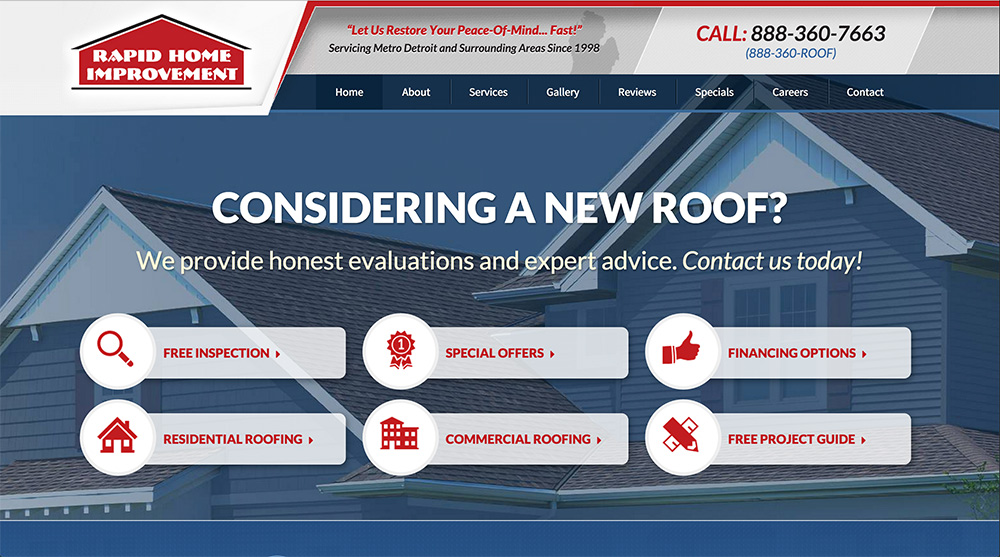 RAPID HOME
IMPROVEMENT
“Let Us Restore Your Peace-Of-Mind... Fast!”
Servicing Metro Detroit and Surrounding Areas Since 1998
CALL: 888-360-7663
(888-360-ROOF)
Home About Services Gallery Reviews Specials Careers Contact
CONSIDERING A NEW ROOF?
We provide honest evaluations and expert advice. Contact us today!
FREE INSPECTION
1
SPECIAL OFFERS
FINANCING OPTIONS
RESIDENTIAL ROOFING
COMMERCIAL ROOFING
FREE PROJECT GUIDE